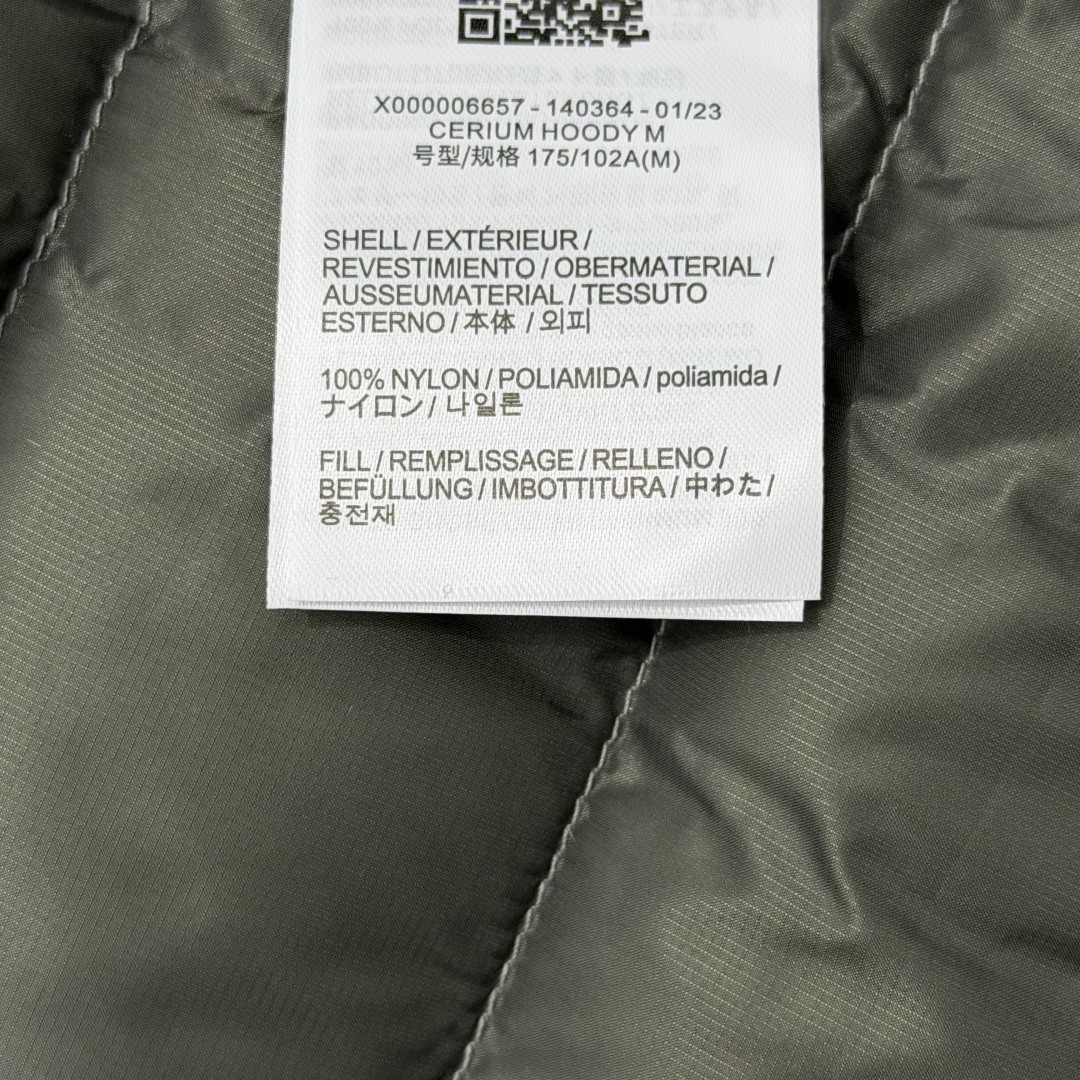 X000006657 - 140364 - 01/23
CERIUM HOODY M
号型/规格 175/102A(M)
SHELL / EXTÉRIEUR /
REVESTIMIENTO / OBERMATERIAL /
AUSSEUMATERIAL / TESSUTO
ESTERNO / 本体 / 외피
100% NYLON / POLIAMIDA / poliamida /
ナイロン / 나일론
FILL / REMPLISSAGE / RELLENO /
BEFÜLLUNG / IMBOTTITURA / 中わた /
충전재